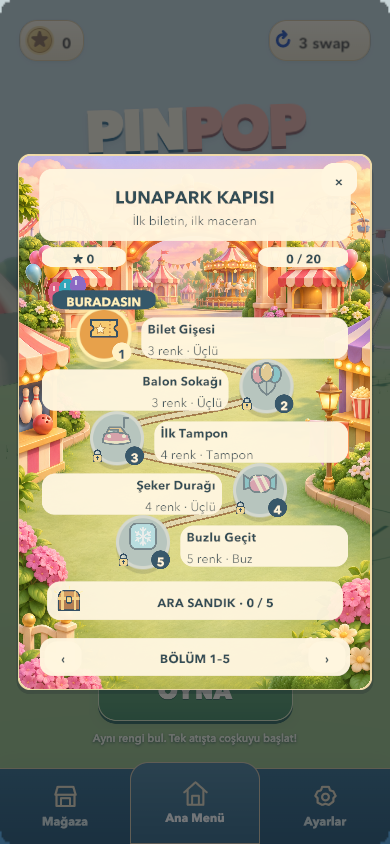 0
3 swap
PINPOP
×
LUNAPARK KAPISI
İlk biletin, ilk maceran
★ 0
0 / 20
BURADASIN
Bilet Gişesi
3 renk · Üçlü
1
Balon Sokağı
3 renk · Üçlü
2
İlk Tampon
4 renk · Tampon
3
Şeker Durağı
4 renk · Üçlü
4
Buzlu Geçit
5 renk · Buz
5
ARA SANDIK · 0 / 5
‹ BÖLÜM 1–5 ›
OYNA
Aynı rengi bul. Tek atışta coşkuyu başlat!
Mağaza
Ana Menü
Ayarlar